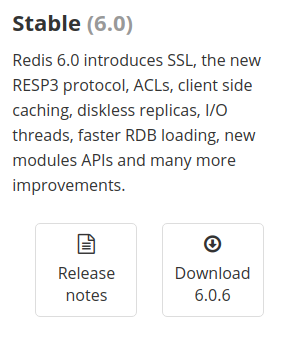 Stable (6.0)
Redis 6.0 introduces SSL, the new
RESP3 protocol, ACLs, client side
caching, diskless replicas, I/O
threads, faster RDB loading, new
modules APIs and many more
improvements.
Release
notes
Download
6.0.6